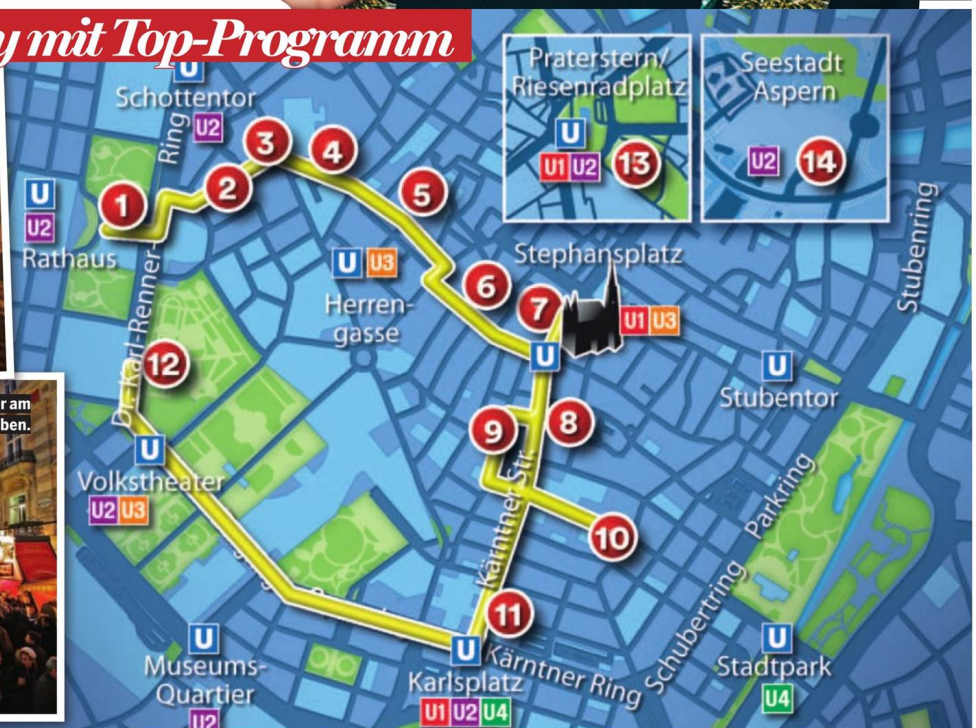 y mit Top-Programm
Schottentor
U
U2
Ring
3
4
2
5
1
U
U2
Rathaus
Dr. Karl-Renner-
U U3
Herren-
gasse
6
7
Stephansplatz
U1 U3
U
Praterstern/
Riesenradplatz
U
U1 U2
13
Seestadt
Aspern
U2
14
Stubenring
12
U
Stubentor
r am
ben.
U
Volkstheater
U2 U3
9
8
Kärntner Str.
10
Parkring
11
Schubertring
U
Museums-
Quartier
U2
U
Karlsplatz
U1 U2 U4
Kärntner Ring
U
Stadtpark
U4